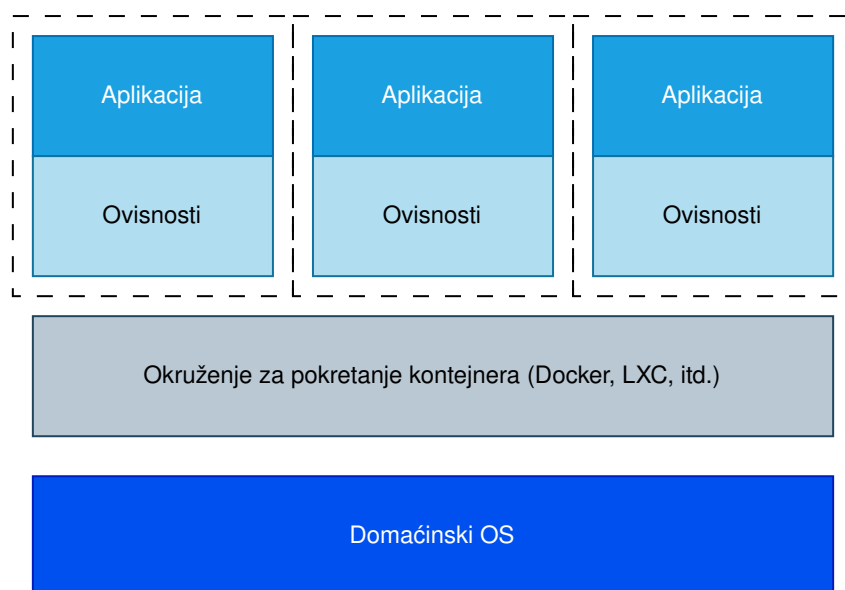 Aplikacija
Aplikacija
Aplikacija
Ovisnosti
Ovisnosti
Ovisnosti
Okruženje za pokretanje kontejnera (Docker, LXC, itd.)
Domaćinski OS